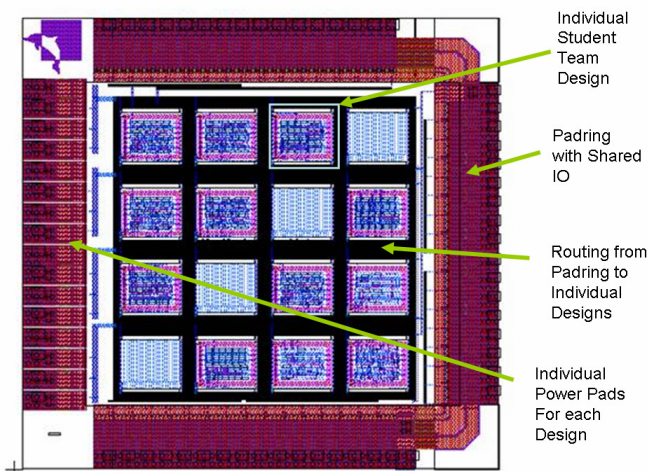 Individual
Student
Team
Design
Padring
with Shared
IO
Routing from
Padring to
Individual
Designs
Individual
Power Pads
For each
Design